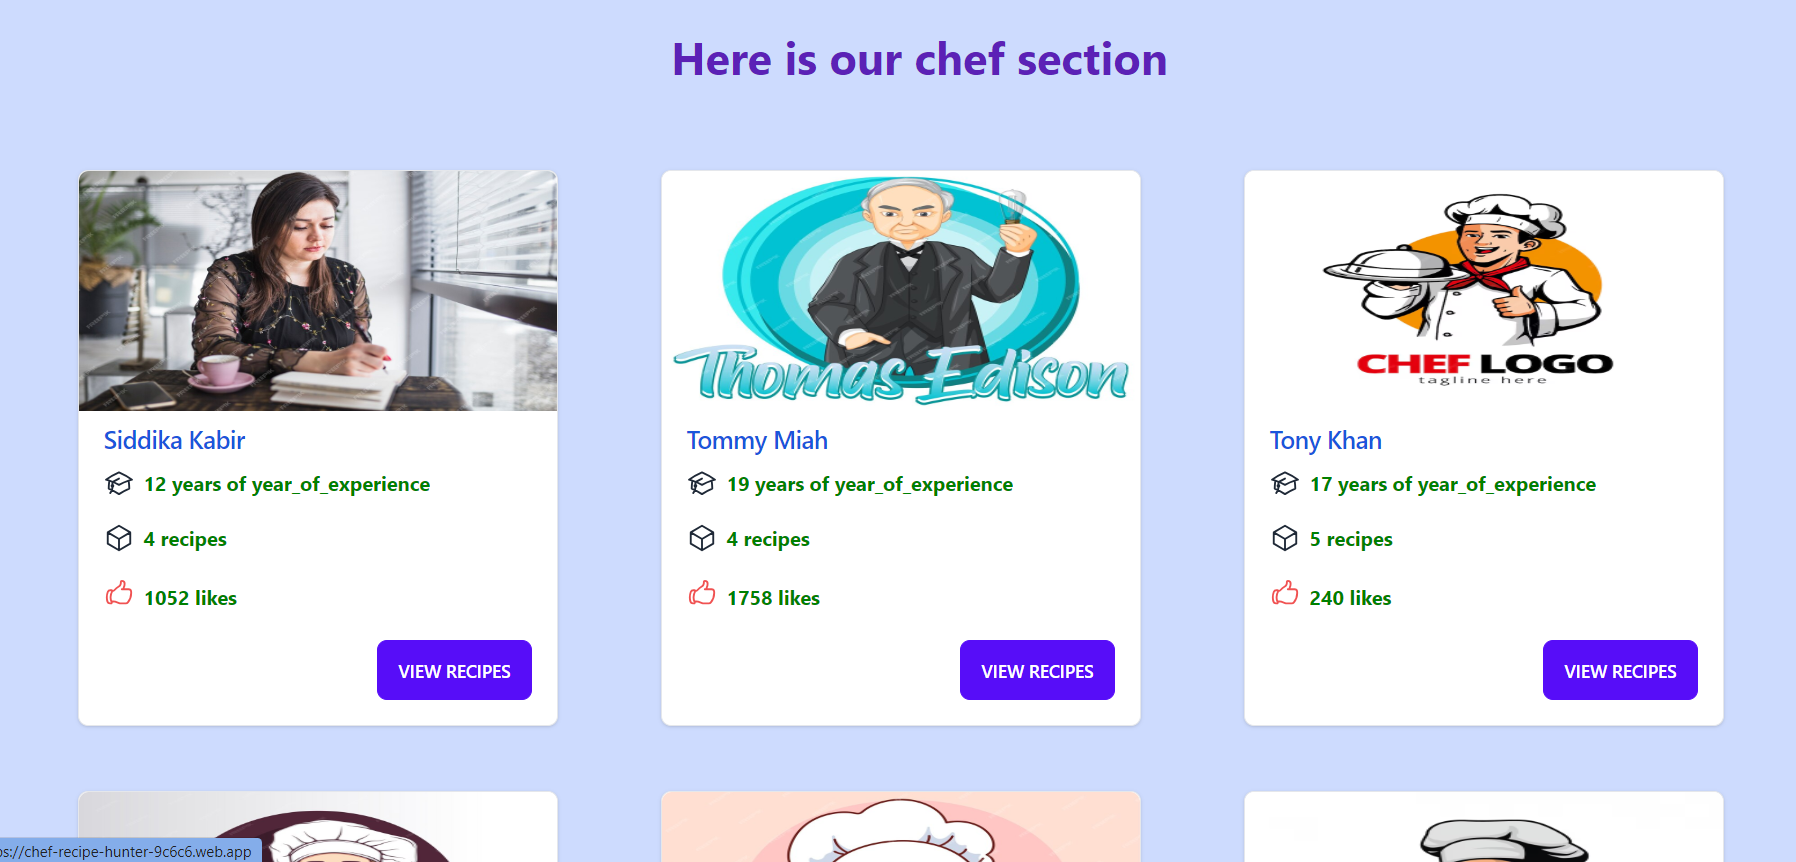 Here is our chef section
Thomas Edison
CHEF LOGO
tagline here
Siddika Kabir
12 years of year_of_experience
4 recipes
1052 likes
VIEW RECIPES
Tommy Miah
19 years of year_of_experience
4 recipes
1758 likes
VIEW RECIPES
Tony Khan
17 years of year_of_experience
5 recipes
240 likes
VIEW RECIPES
ps://chef-recipe-hunter-9c6c6.web.app